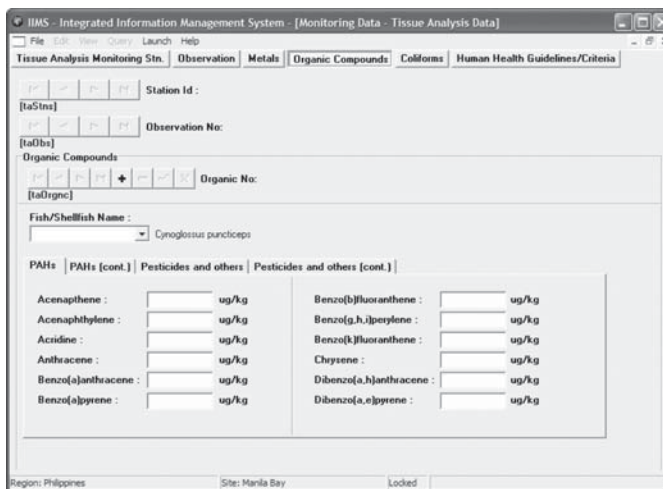 IIMS - Integrated Information Management System - [Monitoring Data - Tissue Analysis Data]
File Edit View Query Launch Help
Tissue Analysis Monitoring Stn. Observation Metals Organic Compounds Coliforms Human Health Guidelines/Criteria
Station Id :
[taStns]
Observation No:
[taObs]
Organic Compounds
Organic No:
[taOrgnc]
Fish/Shellfish Name :
Cynoglossus puncticeps
PAHs PAHs (cont.) Pesticides and others Pesticides and others (cont.)
Acenapthene : ug/kg Benzo(b)fluoranthene : ug/kg
Acenaphthylene : ug/kg Benzo(g,h,i)perylene : ug/kg
Acridine : ug/kg Benzo(k)fluoranthene : ug/kg
Anthracene : ug/kg Chrysene : ug/kg
Benzo(a)anthracene : ug/kg Dibenzo(a,h)anthracene : ug/kg
Benzo(a)pyrene : ug/kg Dibenzo(a,e)pyrene : ug/kg
Region: Philippines Site: Manila Bay Locked